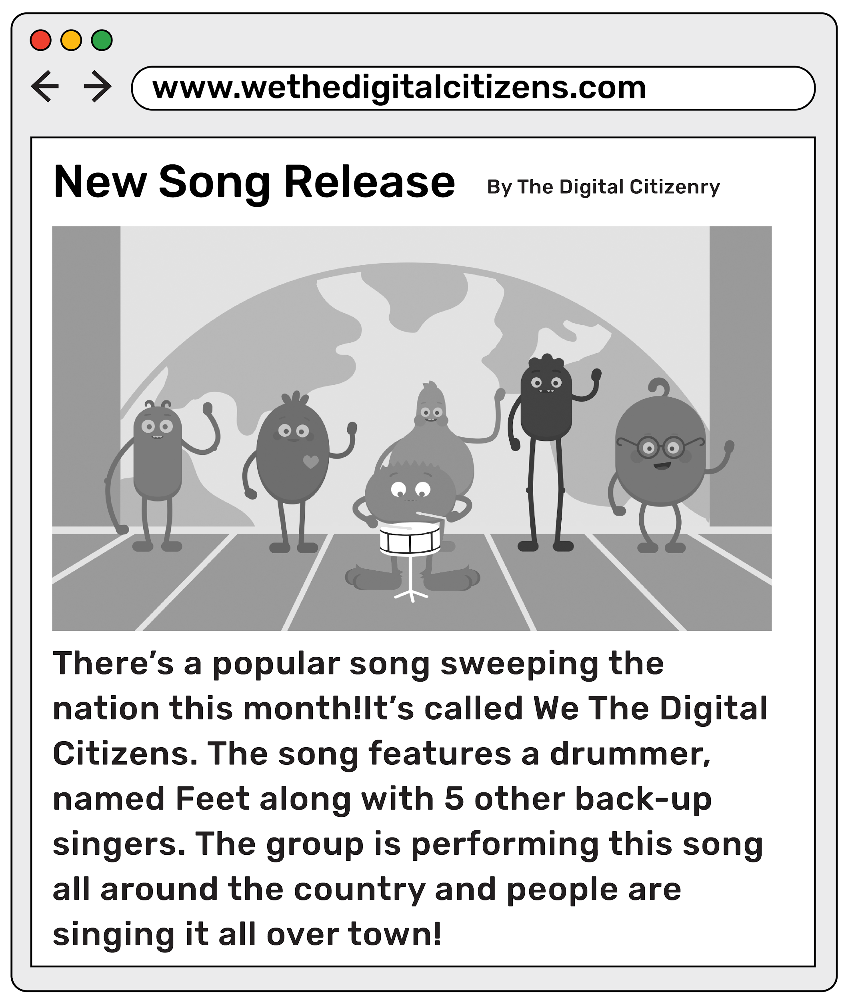 www.wethedigitalcitizens.com
New Song Release
By The Digital Citizenry
There’s a popular song sweeping the
nation this month!It’s called We The Digital
Citizens. The song features a drummer,
named Feet along with 5 other back-up
singers. The group is performing this song
all around the country and people are
singing it all over town!